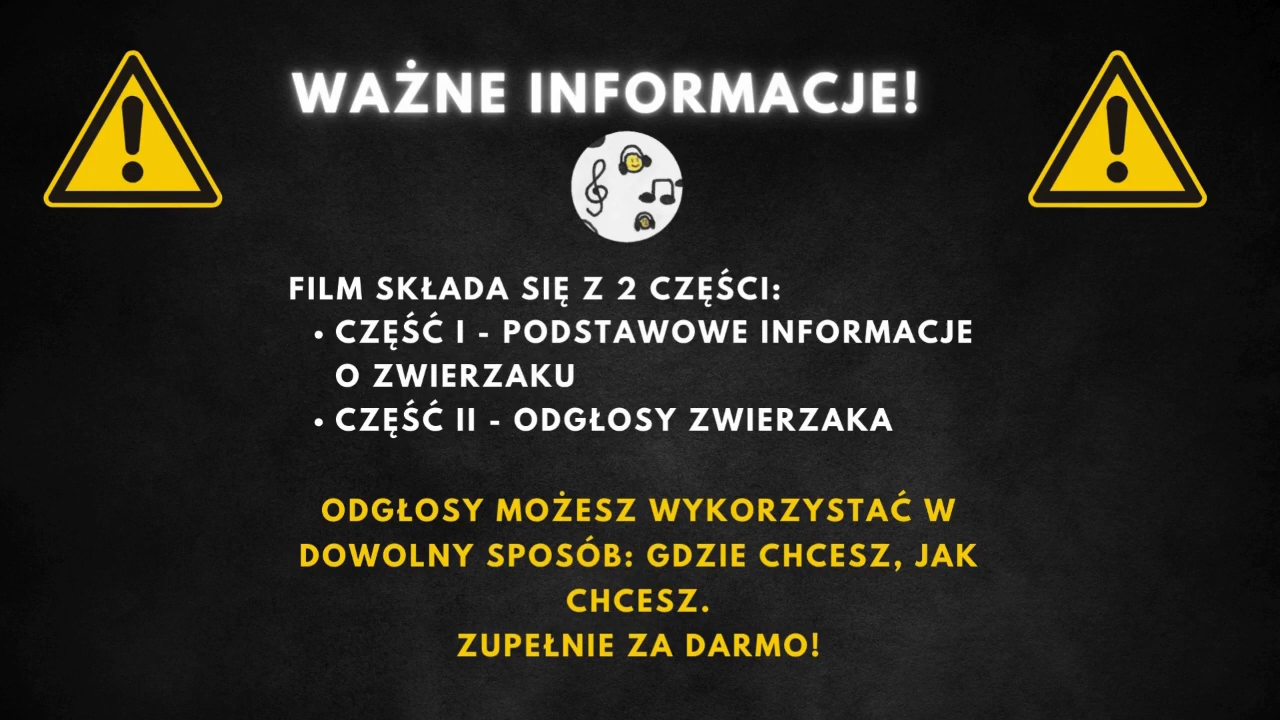 WAŻNE INFORMACJE!
FILM SKŁADA SIĘ Z 2 CZĘŚCI:
• CZĘŚĆ I - PODSTAWOWE INFORMACJE
O ZWIERZAKU
• CZĘŚĆ II - ODGŁOSY ZWIERZAKA
ODGŁOSY MOŻESZ WYKORZYSTAĆ W
DOWOLNY SPOSÓB: GDZIE CHCESZ, JAK
CHCESZ.
ZUPEŁNIE ZA DARMO!